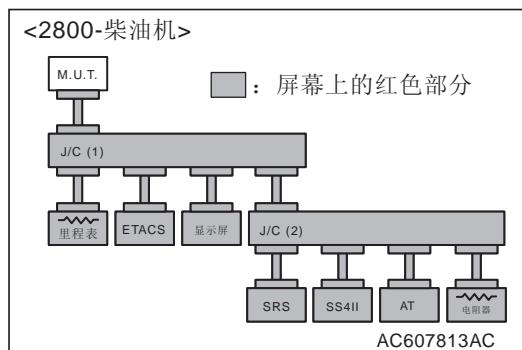 <2800-柴油机>
M.U.T.
：屏幕上的红色部分
J/C (1)
里程表
ETACS
显示屏
J/C (2)
SRS
SS4II
AT
电阻器
AC607813AC